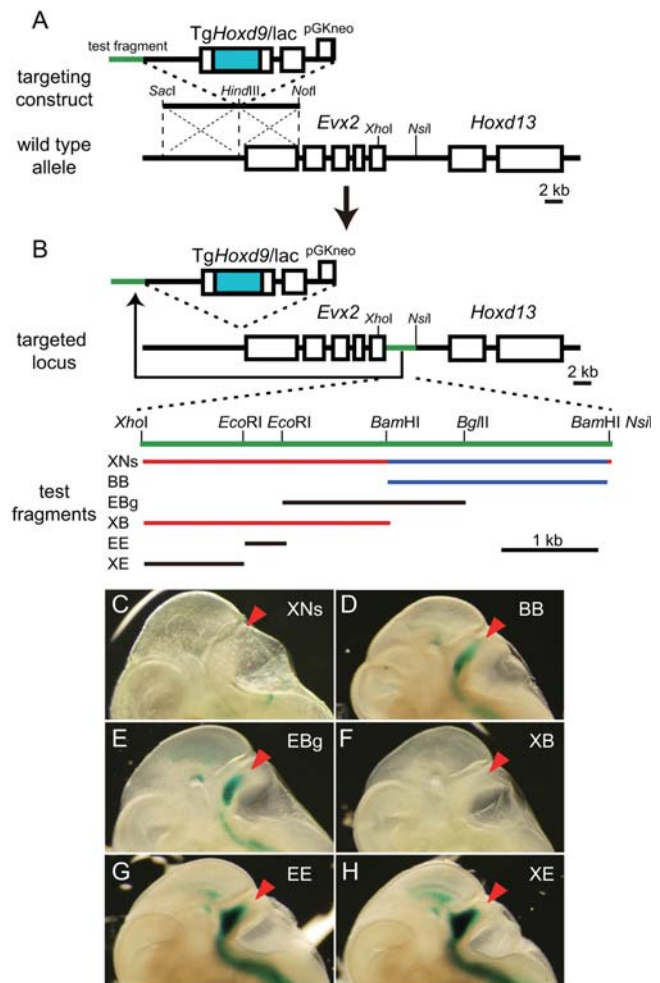 A
TgHoxd9/lac
pGKneo
test fragment
targeting construct
SacI HindIII NotI
Evx2 XhoI NsiI Hoxd13
wild type allele
2 kb
B
TgHoxd9/lac
pGKneo
Evx2 XhoI NsiI Hoxd13
targeted locus
2 kb
XhoI EcoRI EcoRI BamHI BglII BamHI NsiI
test fragments
XNs
BB
EBg
XB
EE
1 kb
XE
C XNs
D BB
E EBg
F XB
G EE
H XE